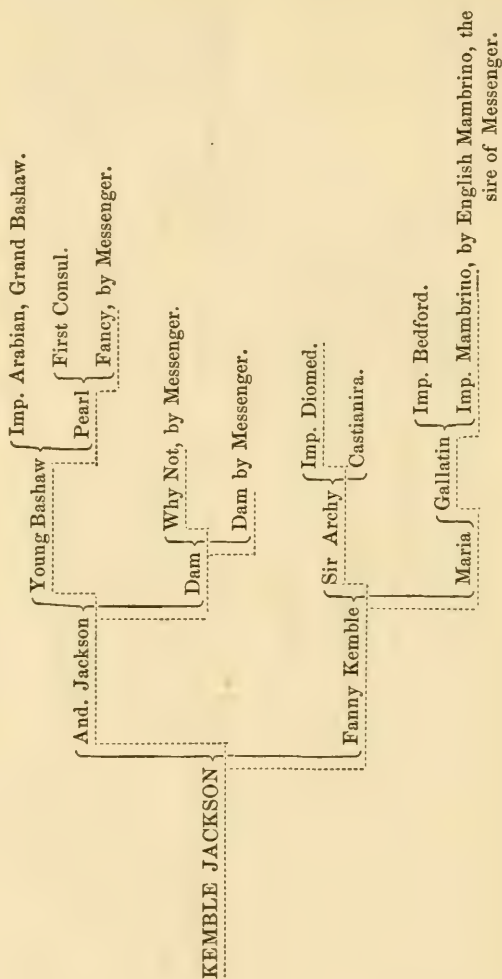 KEMBLE JACKSON
And. Jackson
Young Bashaw
Imp. Arabian, Grand Bashaw.
Pearl
First Consul.
Fancy, by Messenger.
Dam
Why Not, by Messenger.
Dam by Messenger.
Fanny Kemble
Sir Archy
Imp. Diomed.
Castianira.
Maria
Gallatin
Imp. Bedford.
Imp. Mambrino, by English Mambrino, the
sire of Messenger.